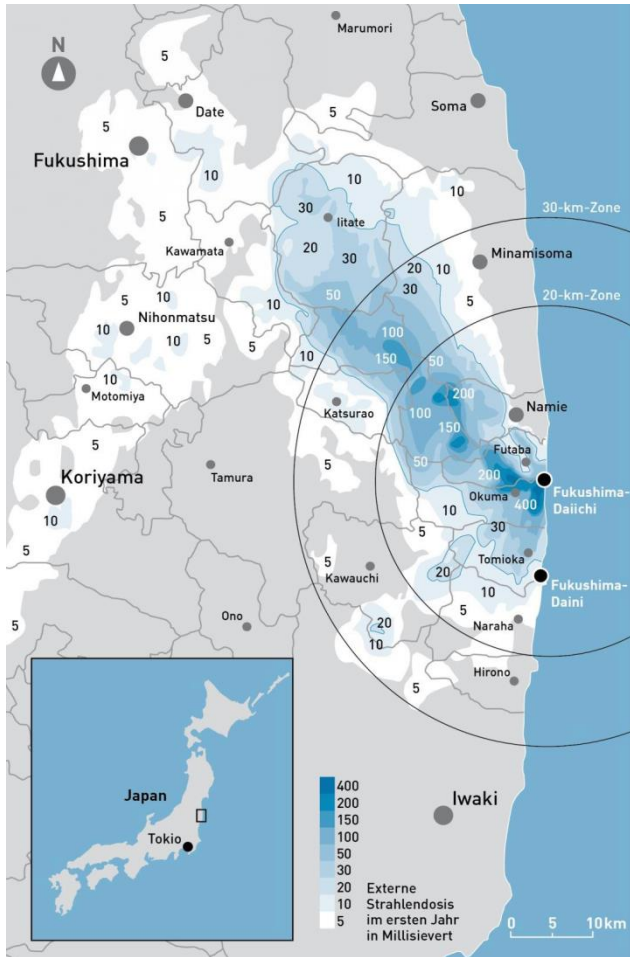 Marumori
N
5
Date
5
Soma
5
Fukushima
10
10
10
30
Iitate
5
30-km-Zone
Kawamata
20
30
20
10
Minamisoma
30
50
5
10
10
5
Nihonmatsu
10
10
5
100
5
10
150
50
20-km-Zone
10
Motomiya
Katsurao
100
200
Namie
150
5
Futaba
Koriyama
Tamura
5
50
200
Okuma
400
Fukushima-
Daiichi
10
10
30
5
5
Tomioka
5
Kawauchi
20
10
Fukushima-
Daini
5
Ono
20
5
Naraha
10
Hirono
5
Japan
Tokio
Iwaki
400
200
150
100
50
30
20
10
5
Externe
Strahlendosis
im ersten Jahr
in Millisievert
0 5 10km